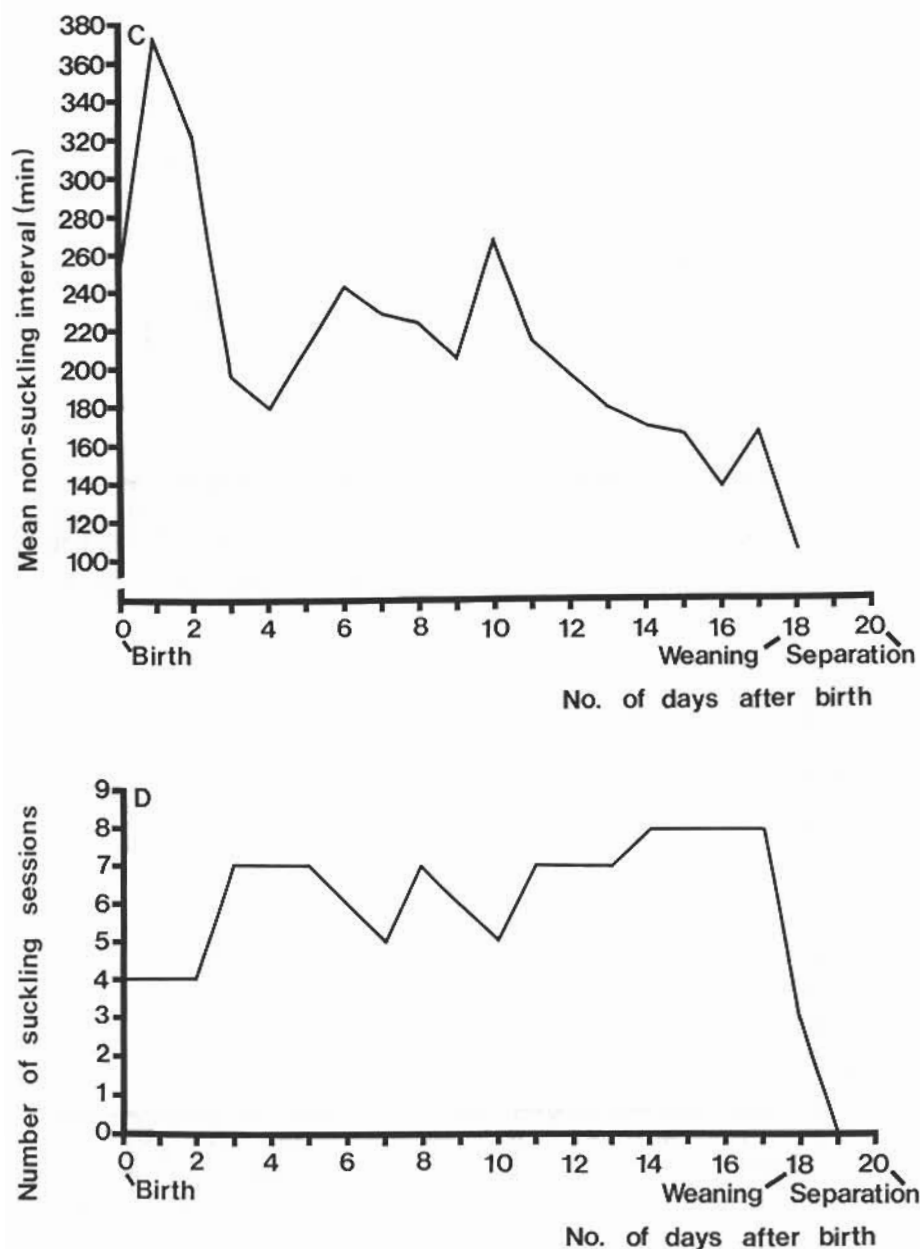 C
380
360
340
320
300
280
260
240
220
200
180
160
140
120
100
Mean non-suckling interval (min)
0 2 4 6 8 10 12 14 16 18 20
Birth Weaning Separation
No. of days after birth
D
9
8
7
6
5
4
3
2
1
0
Number of suckling sessions
0 2 4 6 8 10 12 14 16 18 20
Birth Weaning Separation
No. of days after birth